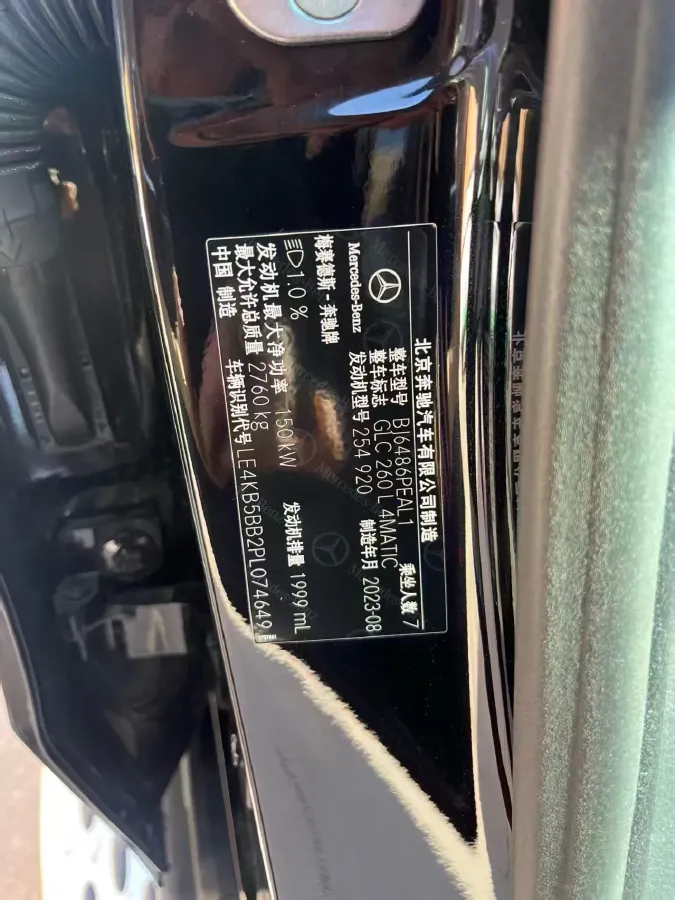 北京奔驰汽车有限公司制造
Mercedes-Benz
整车型号 BJ6486PEAL1 乘坐人数 7
整车标志 GLC 260 L 4MATIC
发动机型号 254 920 制造年月 2023-08
梅赛德斯-奔驰牌
1.0 %
发动机最大净功率 150 kW 发动机排量 1999 mL
最大允许总质量 2760 kg
中国 制造 车辆识别代号 LE4KB5BB2PL074649